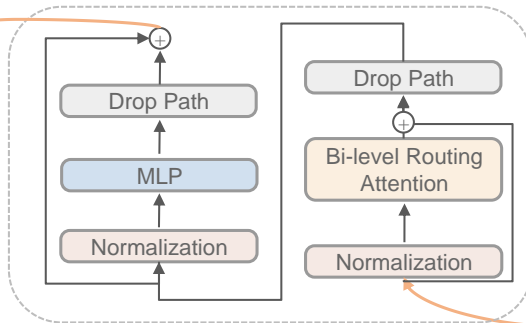 Drop Path
MLP
Normalization
Drop Path
Bi-level Routing
Attention
Normalization